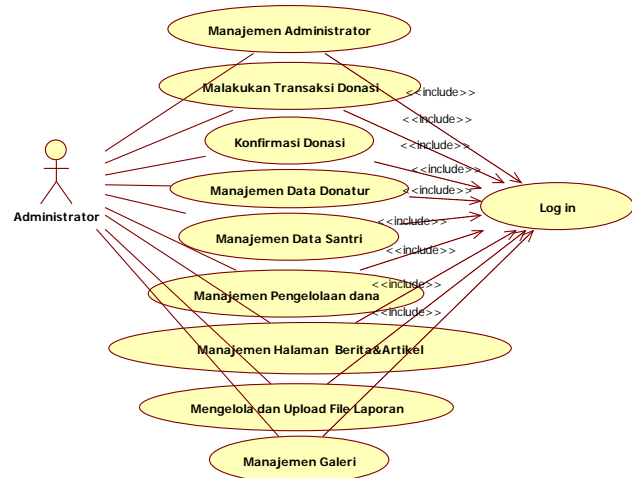 Manajemen Administrator
Malakukan Transaksi Donasi
<<include>>
<<include>>
Konfirmasi Donasi
<<include>>
<<include>>
Manajemen Data Donatur
Administrator
Log in
<<include>>
Manajemen Data Santri
<<include>>
<<include>>
Manajemen Pengelolaan dana
<<include>>
Manajemen Halaman Berita&Artikel
Mengelola dan Upload File Laporan
Manajemen Galeri